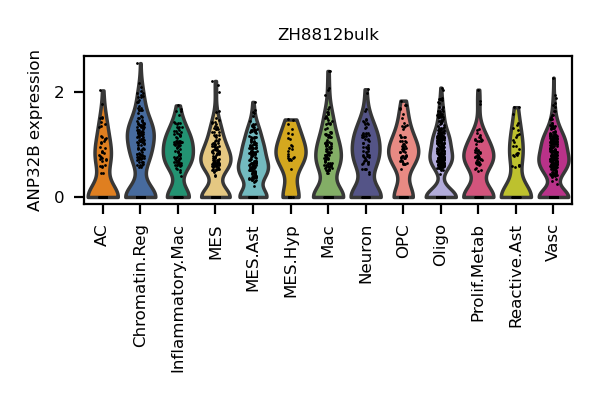 ZH8812bulk
ANP32B expression
2
0
AC
Chromatin.Reg
Inflammatory.Mac
MES
MES.Ast
MES.Hyp
Mac
Neuron
OPC
Oligo
Prolif.Metab
Reactive.Ast
Vasc